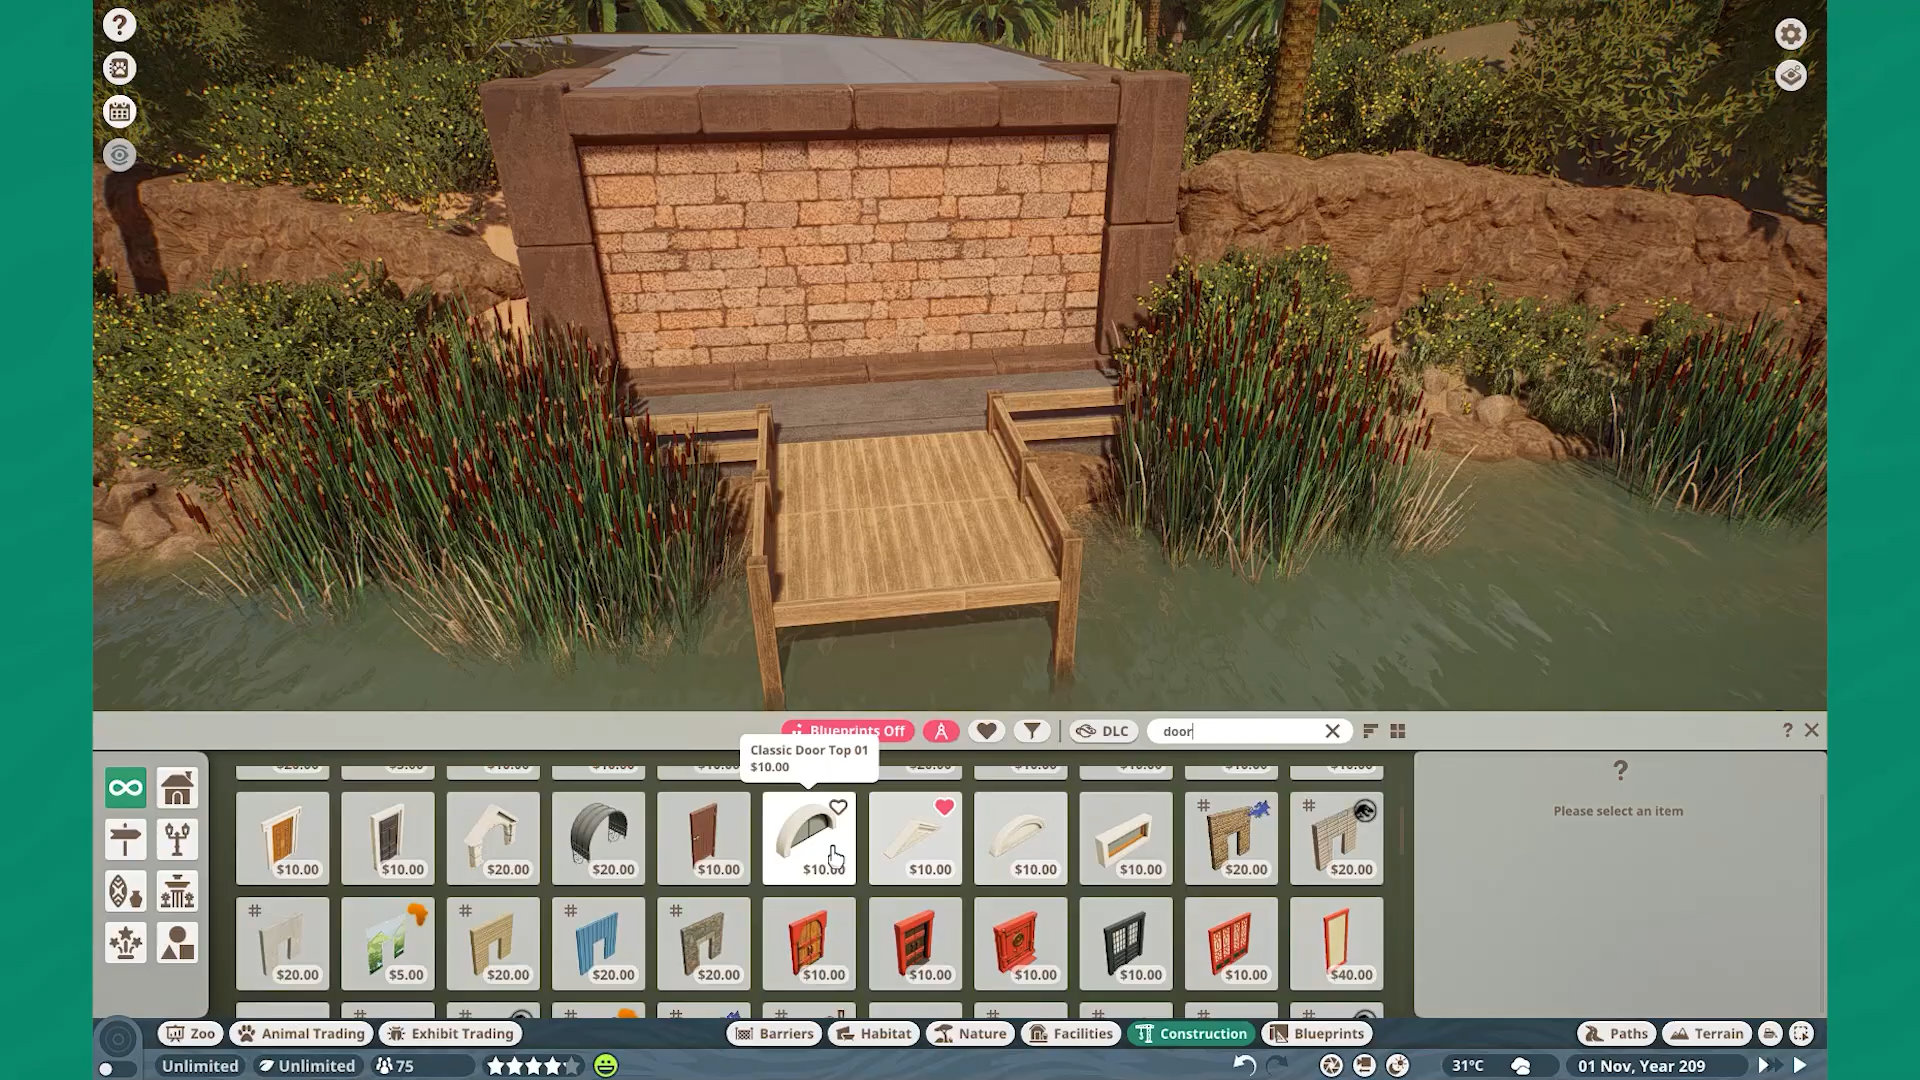 ?
Blueprints Off
DLC
door
?
Classic Door Top 01
$10.00
?
Please select an item
$10.00 $10.00 $20.00 $20.00 $10.00 $10.00 $10.00 $10.00 $10.00 $20.00 $20.00
$20.00 $5.00 $20.00 $20.00 $20.00 $10.00 $10.00 $10.00 $10.00 $10.00 $40.00
Zoo Animal Trading Exhibit Trading Barriers Habitat Nature Facilities Construction Blueprints Paths Terrain
Unlimited Unlimited 75 31°C 01 Nov, Year 209